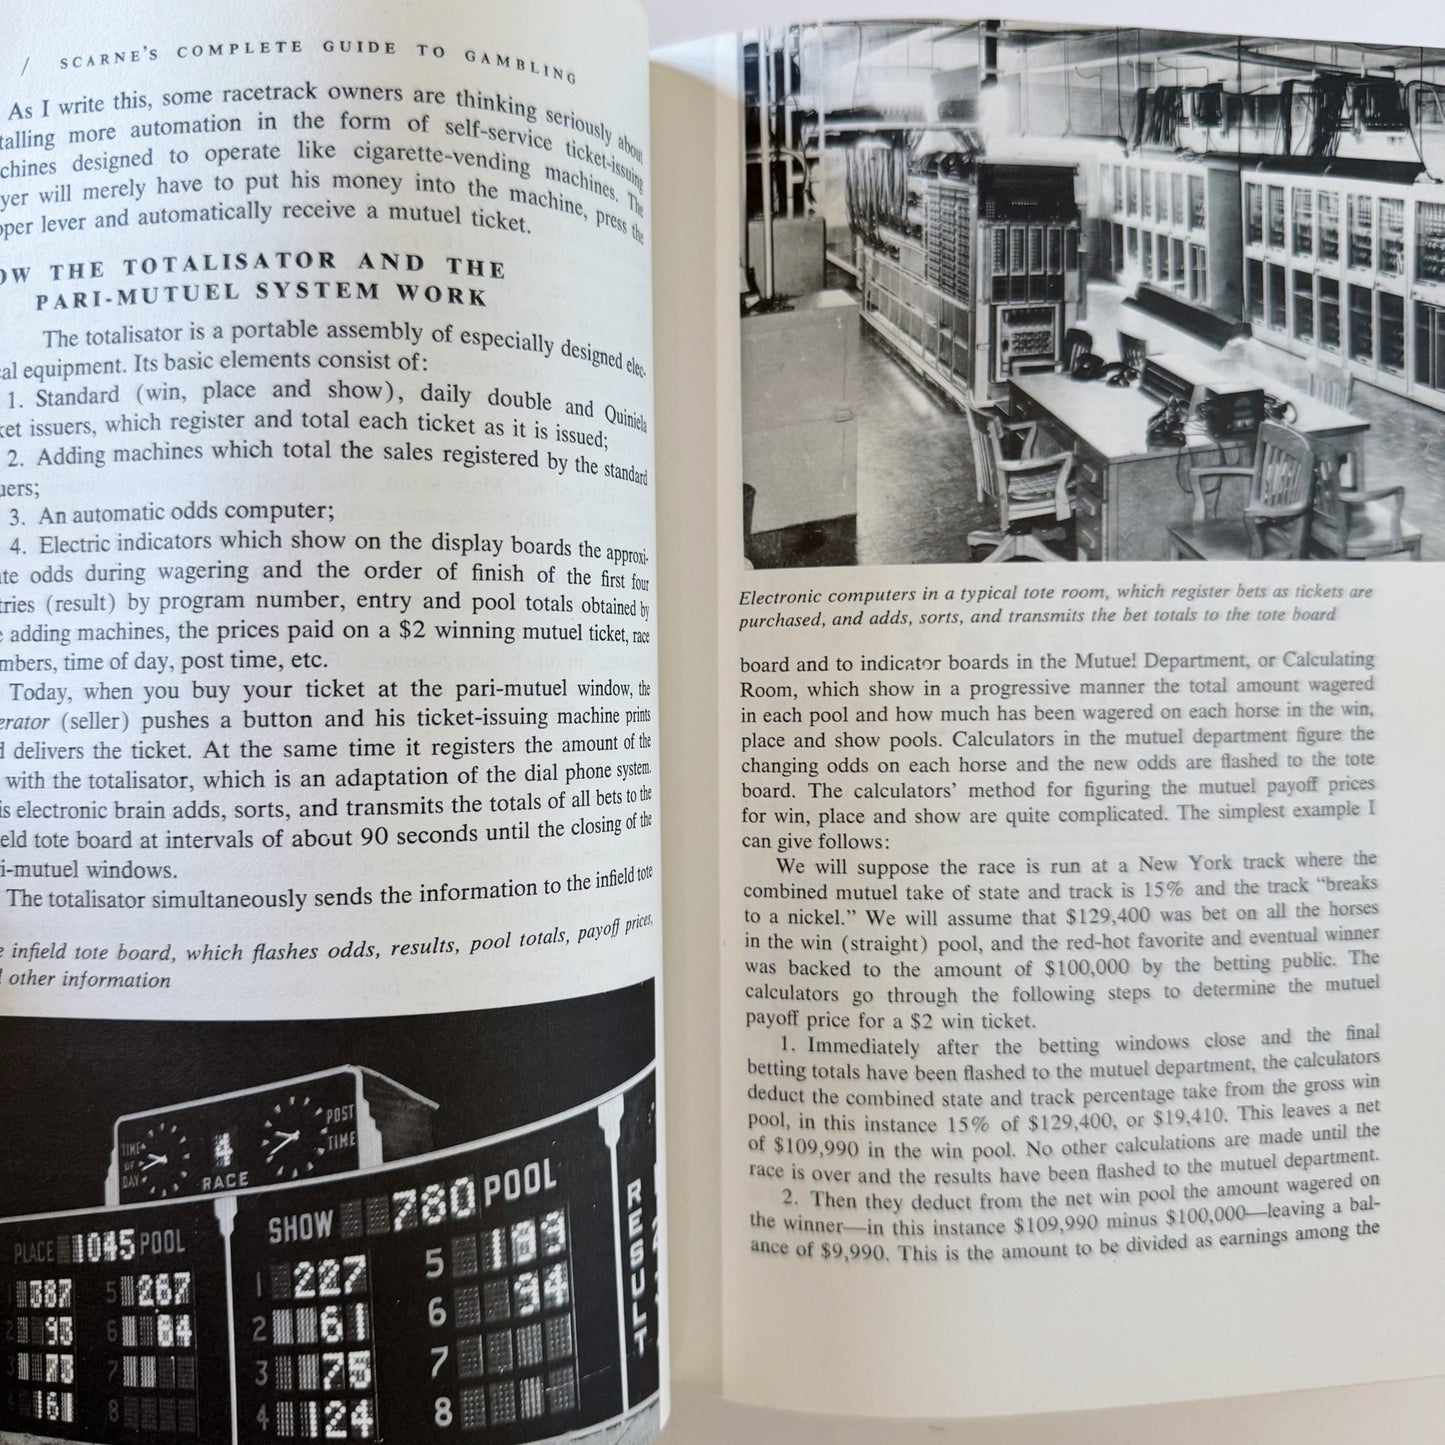 / SCARNE'S COMPLETE GUIDE TO GAMBLING
As I write this, some racetrack owners are thinking seriously about
talling more automation in the form of self-service ticket-issuing
chines designed to operate like cigarette-vending machines. The
yer will merely have to put his money into the machine, press the
per lever and automatically receive a mutuel ticket.
OW THE TOTALISATOR AND THE
PARI-MUTUEL SYSTEM WORK
The totalisator is a portable assembly of especially designed elec-
al equipment. Its basic elements consist of:
1. Standard (win, place and show), daily double and Quiniela
ket issuers, which register and total each ticket as it is issued;
2. Adding machines which total the sales registered by the standard
uers;
3. An automatic odds computer;
4. Electric indicators which show on the display boards the approxi-
te odds during wagering and the order of finish of the first four
tries (result) by program number, entry and pool totals obtained by
e adding machines, the prices paid on a $2 winning mutuel ticket, race
mbers, time of day, post time, etc.
Today, when you buy your ticket at the pari-mutuel window, the
erator (seller) pushes a button and his ticket-issuing machine prints
d delivers the ticket. At the same time it registers the amount of the
with the totalisator, which is an adaptation of the dial phone system.
is electronic brain adds, sorts, and transmits the totals of all bets to the
ield tote board at intervals of about 90 seconds until the closing of the
i-mutuel windows.
The totalisator simultaneously sends the information to the infield tote
e infield tote board, which flashes odds, results, pool totals, payoff prices,
l other information
TIME OF DAY 4 RACE POST TIME
PLACE 1045 POOL
1 387 5 267
2 93 6 84
3 70 7
4 161 8
SHOW 780 POOL
1 227 5 193
2 61 6 94
3 75 7
4 124 8
RESULT
Electronic computers in a typical tote room, which register bets as tickets are
purchased, and adds, sorts, and transmits the bet totals to the tote board
board and to indicator boards in the Mutuel Department, or Calculating
Room, which show in a progressive manner the total amount wagered
in each pool and how much has been wagered on each horse in the win,
place and show pools. Calculators in the mutuel department figure the
changing odds on each horse and the new odds are flashed to the tote
board. The calculators' method for figuring the mutuel payoff prices
for win, place and show are quite complicated. The simplest example I
can give follows:
We will suppose the race is run at a New York track where the
combined mutuel take of state and track is 15% and the track "breaks
to a nickel." We will assume that $129,400 was bet on all the horses
in the win (straight) pool, and the red-hot favorite and eventual winner
was backed to the amount of $100,000 by the betting public. The
calculators go through the following steps to determine the mutuel
payoff price for a $2 win ticket.
1. Immediately after the betting windows close and the final
betting totals have been flashed to the mutuel department, the calculators
deduct the combined state and track percentage take from the gross win
pool, in this instance 15% of $129,400, or $19,410. This leaves a net
of $109,990 in the win pool. No other calculations are made until the
race is over and the results have been flashed to the mutuel department.
2. Then they deduct from the net win pool the amount wagered on
the winner—in this instance $109,990 minus $100,000—leaving a bal-
ance of $9,990. This is the amount to be divided as earnings among the